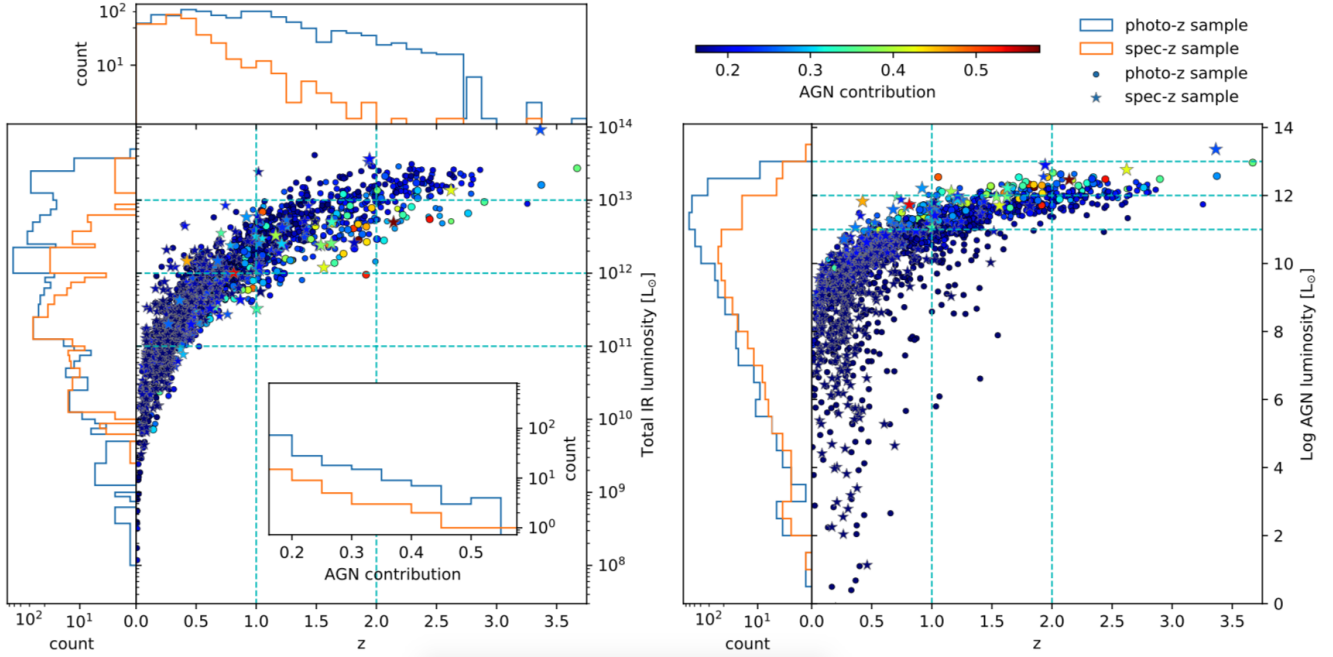 10²
10¹
count
0.2 0.3 0.4 0.5
AGN contribution
photo-z sample
spec-z sample
photo-z sample
spec-z sample
10¹⁴
10¹³
10¹²
10¹¹
10¹⁰
10⁹
10⁸
Total IR luminosity [L⊙]
10²
10¹
10⁰
count
0.2 0.3 0.4 0.5
AGN contribution
10² 10¹
count
0.0 0.5 1.0 1.5 2.0 2.5 3.0 3.5
z
14
12
10
8
6
4
2
0
Log AGN luminosity [L⊙]
10² 10¹
count
0.0 0.5 1.0 1.5 2.0 2.5 3.0 3.5
z